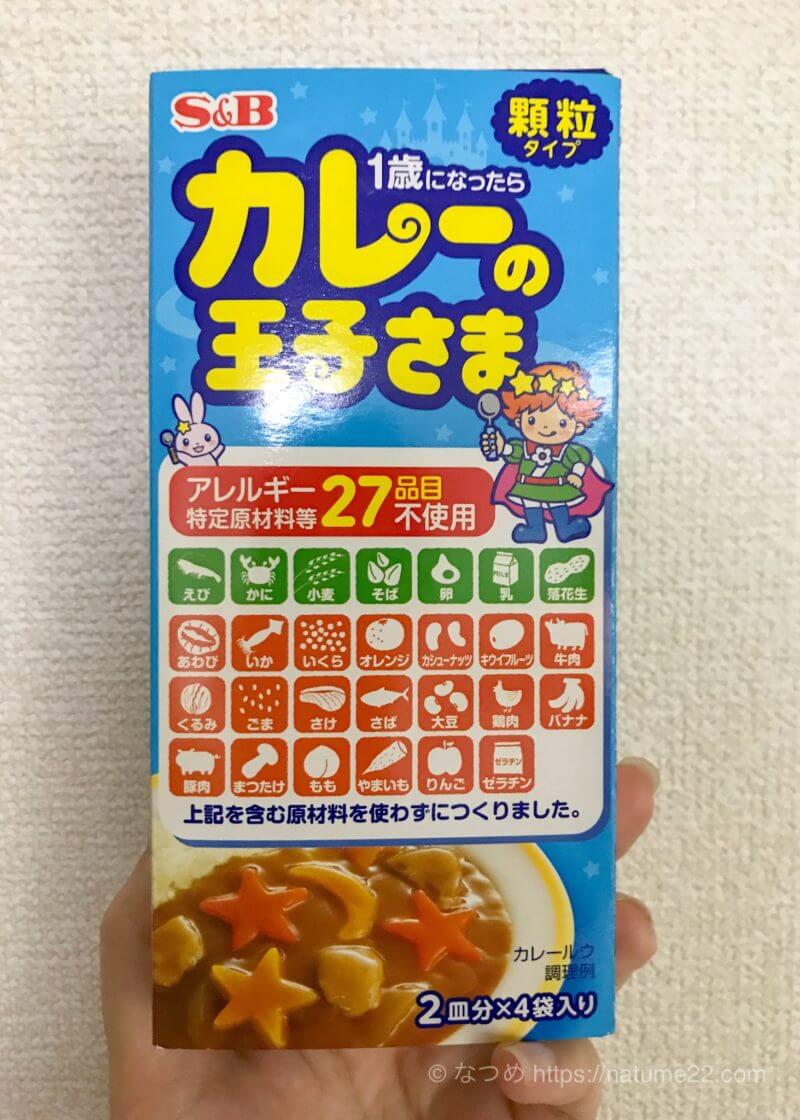 S&B
顆粒
タイプ
1歳になったら
カレーの
王子さま
アレルギー
特定原材料等
27品目
不使用
えび かに 小麦 そば 卵 MILK 乳 落花生
あわび いか いくら オレンジ カシューナッツ キウイフルーツ 牛肉
くるみ ごま さけ さば 大豆 鶏肉 バナナ
豚肉 まつたけ もも やまいも りんご ゼラチン ゼラチン
上記を含む原材料を使わずにつくりました。
カレールウ
調理例
2皿分×4袋入り
© なつめ https://natume22.com